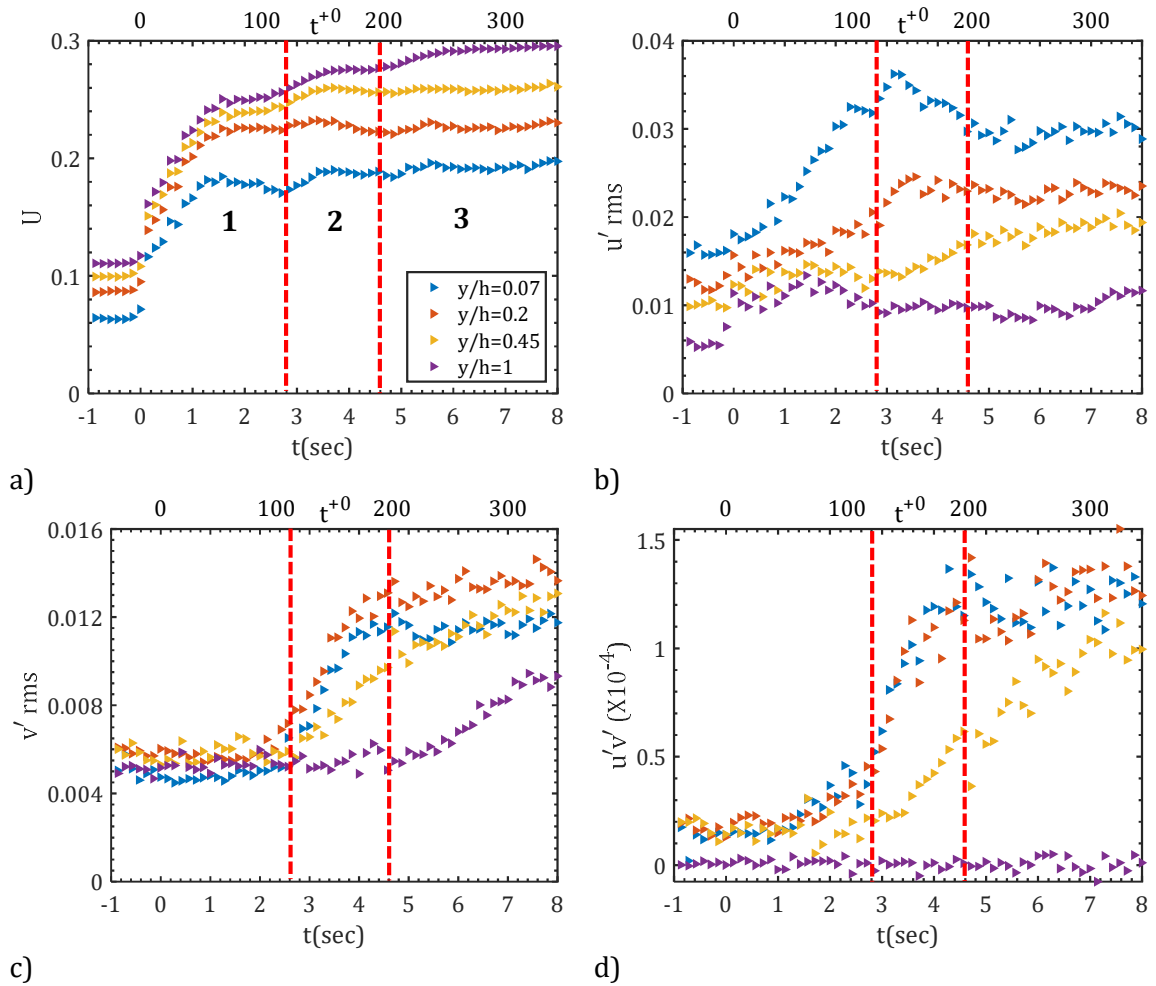 0 100 t⁺⁰ 200 300
0.3
0.2
0.1
0
U
1 2 3
y/h=0.07
y/h=0.2
y/h=0.45
y/h=1
-1 0 1 2 3 4 5 6 7 8
t(sec)
a)
0 100 t⁺⁰ 200 300
0.04
0.03
0.02
0.01
0
u′ rms
-1 0 1 2 3 4 5 6 7 8
t(sec)
b)
0 100 t⁺⁰ 200 300
0.016
0.012
0.008
0.004
0
v′ rms
-1 0 1 2 3 4 5 6 7 8
t(sec)
c)
0 100 t⁺⁰ 200 300
1.5
1
0.5
0
u′v′ (X10⁻⁴)
-1 0 1 2 3 4 5 6 7 8
t(sec)
d)